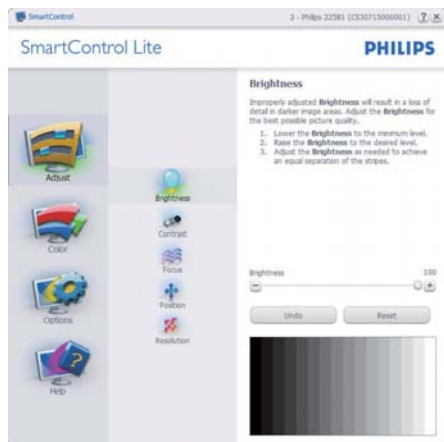 SmartControl
2 - Philips 225B1 (CS30715000001)
SmartControl Lite
PHILIPS
Adjust
Color
Options
Help
Brightness
Contrast
Focus
Position
Resolution
Brightness
Improperly adjusted Brightness will result in a loss of
detail in darker image areas. Adjust the Brightness for
the best possible picture quality.
1. Lower the Brightness to the minimum level.
2. Raise the Brightness to the desired level.
3. Adjust the Brightness as needed to achieve
an equal separation of the stripes.
Brightness 100
Undo Reset